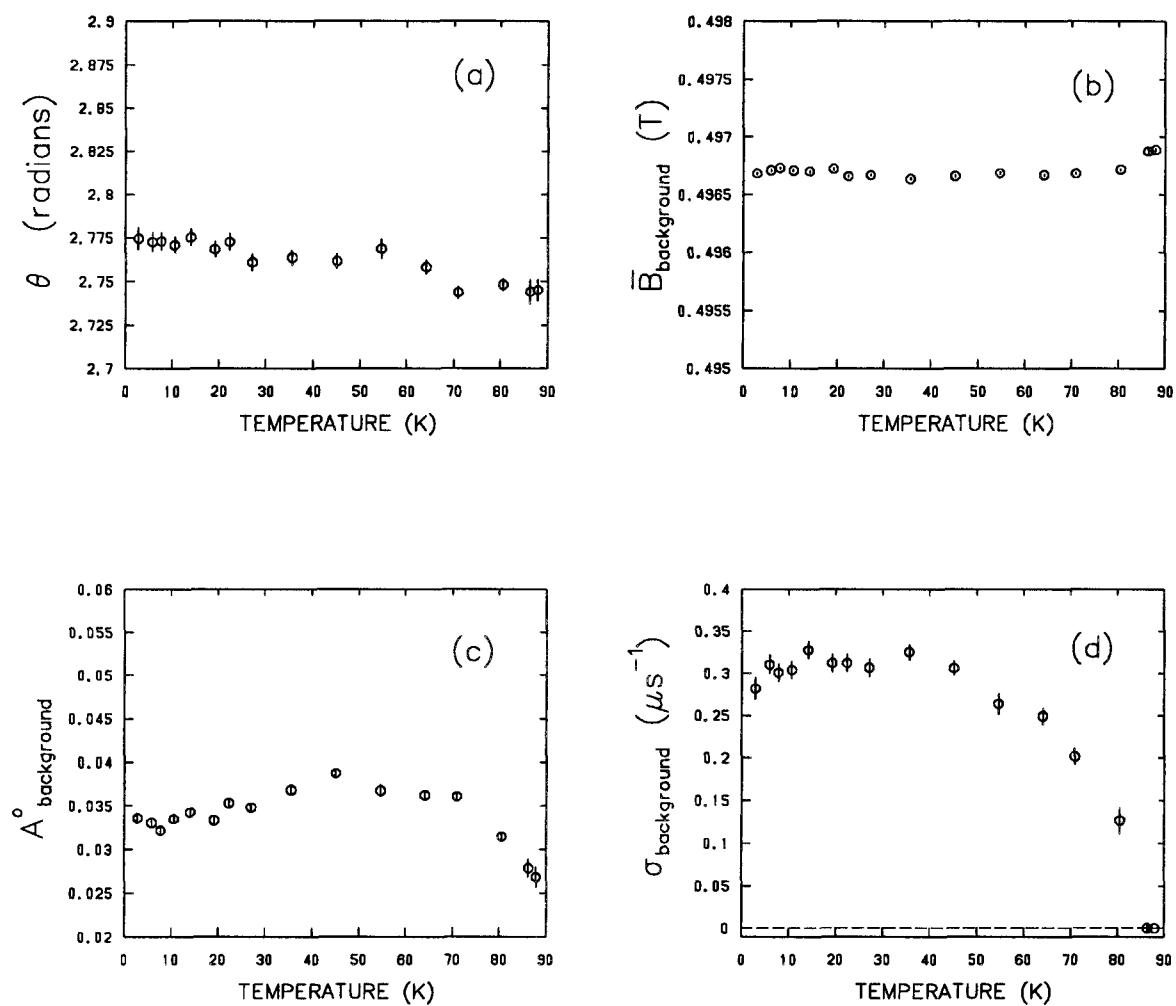 2.9
2.875
2.85
2.825
2.8
2.775
2.75
2.725
2.7
θ (radians)
(a)
0 10 20 30 40 50 60 70 80 90
TEMPERATURE (K)
0.498
0.4975
0.497
0.4965
0.496
0.4955
0.495
B̅background (T)
(b)
0 10 20 30 40 50 60 70 80 90
TEMPERATURE (K)
0.06
0.055
0.05
0.045
0.04
0.035
0.03
0.025
0.02
A°background
(c)
0 10 20 30 40 50 60 70 80 90
TEMPERATURE (K)
0.4
0.35
0.3
0.25
0.2
0.15
0.1
0.05
0
σbackground (μs⁻¹)
(d)
0 10 20 30 40 50 60 70 80 90
TEMPERATURE (K)